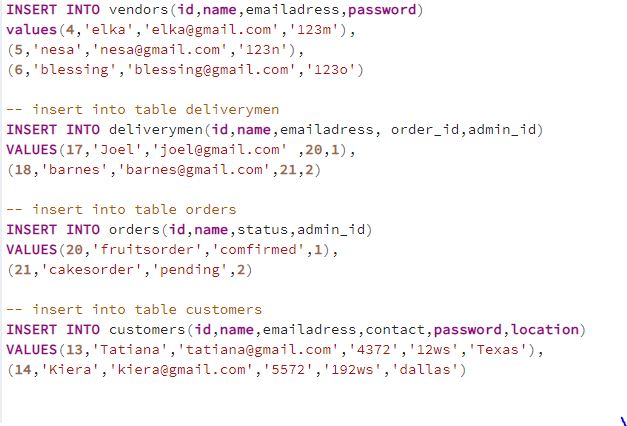 INSERT INTO vendors(id,name,emailadress,password)
values(4,'elka','elka@gmail.com','123m'),
(5,'nesa','nesa@gmail.com','123n'),
(6,'blessing','blessing@gmail.com','123o')
-- insert into table deliverymen
INSERT INTO deliverymen(id,name,emailadress, order_id,admin_id)
VALUES(17,'Joel','joel@gmail.com' ,20,1),
(18,'barnes','barnes@gmail.com',21,2)
-- insert into table orders
INSERT INTO orders(id,name,status,admin_id)
VALUES(20,'fruitsorder','comfirmed',1),
(21,'cakesorder','pending',2)
-- insert into table customers
INSERT INTO customers(id,name,emailadress,contact,password,location)
VALUES(13,'Tatiana','tatiana@gmail.com','4372','12ws','Texas'),
(14,'Kiera','kiera@gmail.com','5572','192ws','dallas')